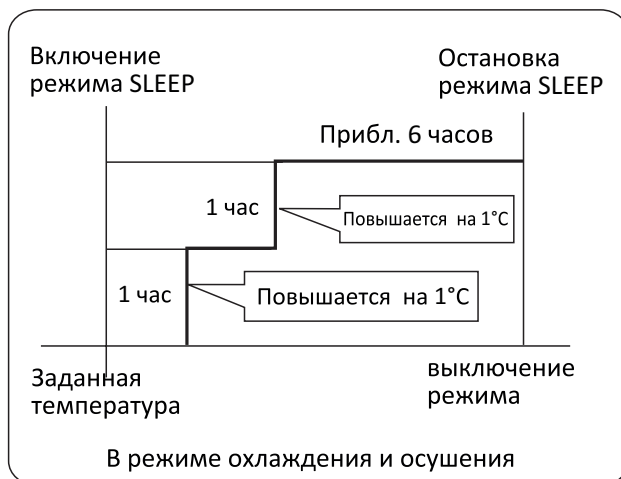 Включение
режима SLEEP
Остановка
режима SLEEP
Прибл. 6 часов
1 час
Повышается на 1°C
1 час
Повышается на 1°C
Заданная
температура
выключение
режима
В режиме охлаждения и осушения